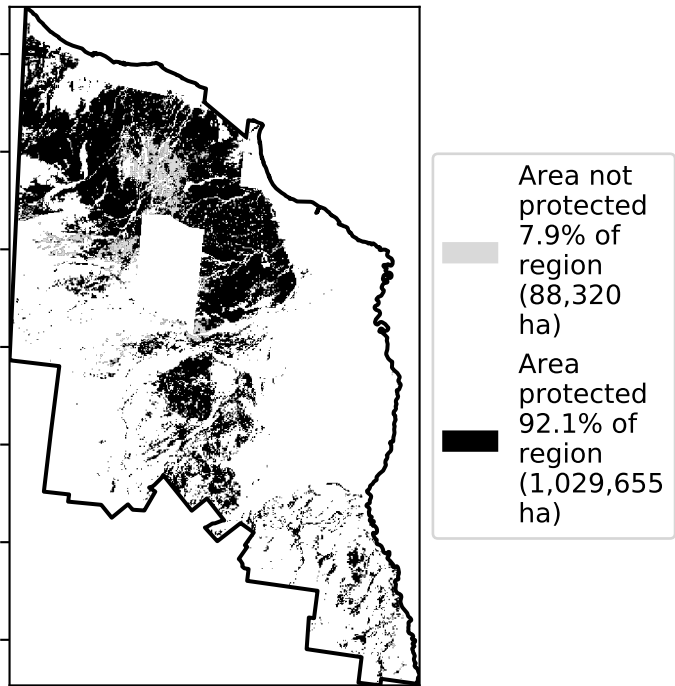 Area not
protected
7.9% of
region
(88,320
ha)
Area
protected
92.1% of
region
(1,029,655
ha)